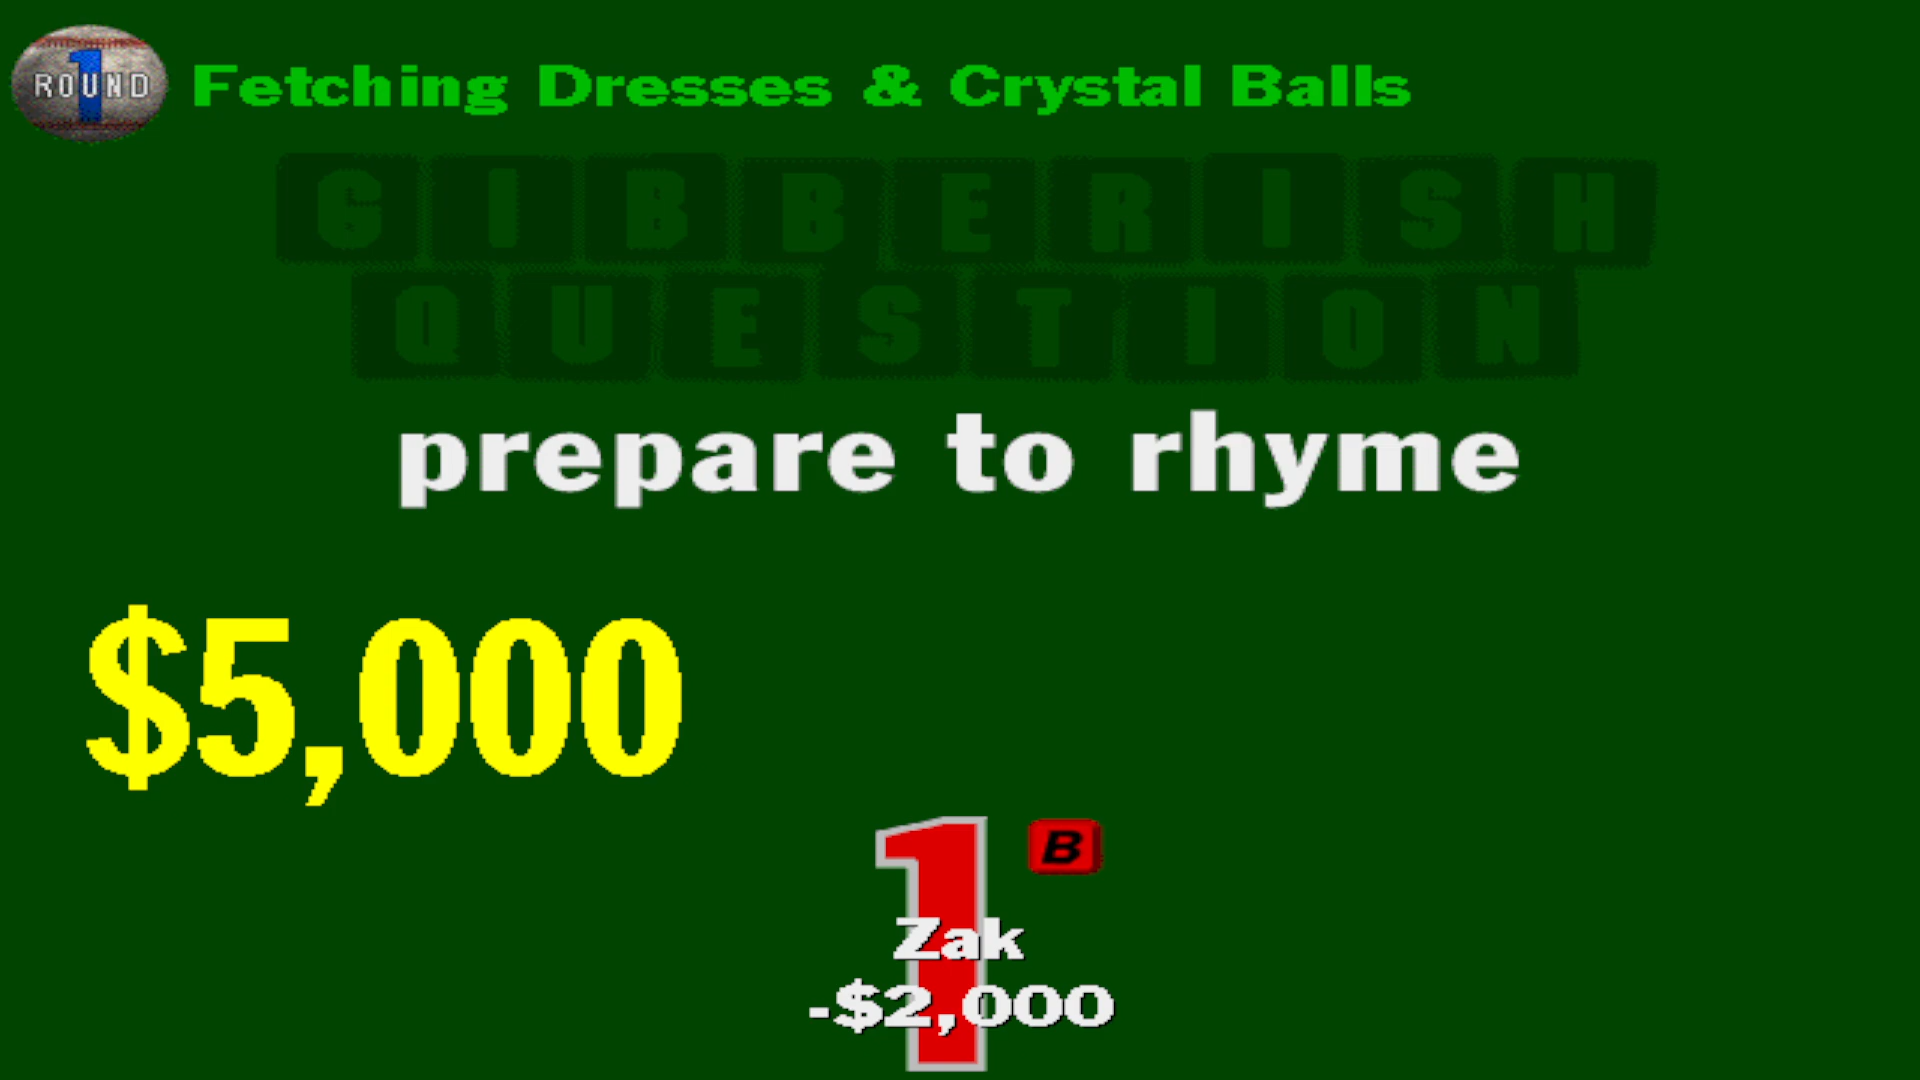 ROUND 1
Fetching Dresses & Crystal Balls
GIBBERISH
QUESTION
prepare to rhyme
$5,000
1
B
Zak
-$2,000